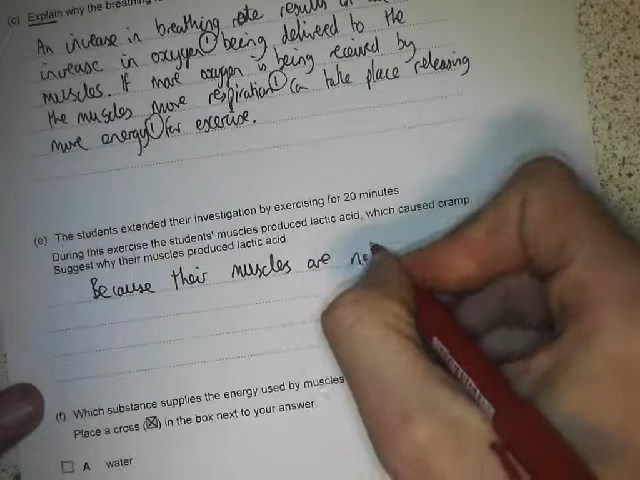 (c) Explain why the breathing
An increase in breathing rate results in
increase in oxygen 1 being delivered to the
muscles. If more oxygen is being received by
the muscles more respiration 1 can take place releasing
more energy 1 for excercise.
(e) The students extended their investigation by exercising for 20 minutes
During this exercise the students' muscles produced lactic acid, which caused cramp.
Suggest why their muscles produced lactic acid
Because their muscles are no
(f) Which substance supplies the energy used by muscles
Place a cross (☒) in the box next to your answer
A water